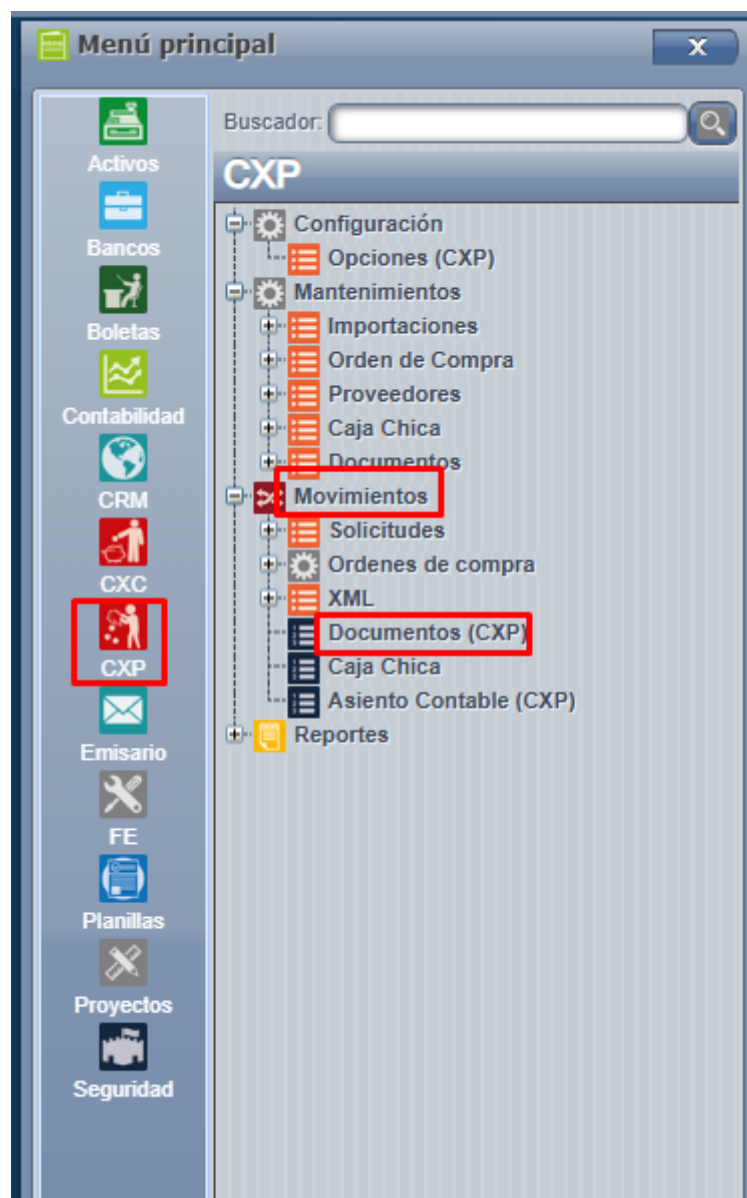 Menú principal
X
Activos
Bancos
Boletas
Contabilidad
CRM
CXC
CXP
Emisario
FE
Planillas
Proyectos
Seguridad
Buscador:
CXP
Configuración
Opciones (CXP)
Mantenimientos
Importaciones
Orden de Compra
Proveedores
Caja Chica
Documentos
Movimientos
Solicitudes
Ordenes de compra
XML
Documentos (CXP)
Caja Chica
Asiento Contable (CXP)
Reportes